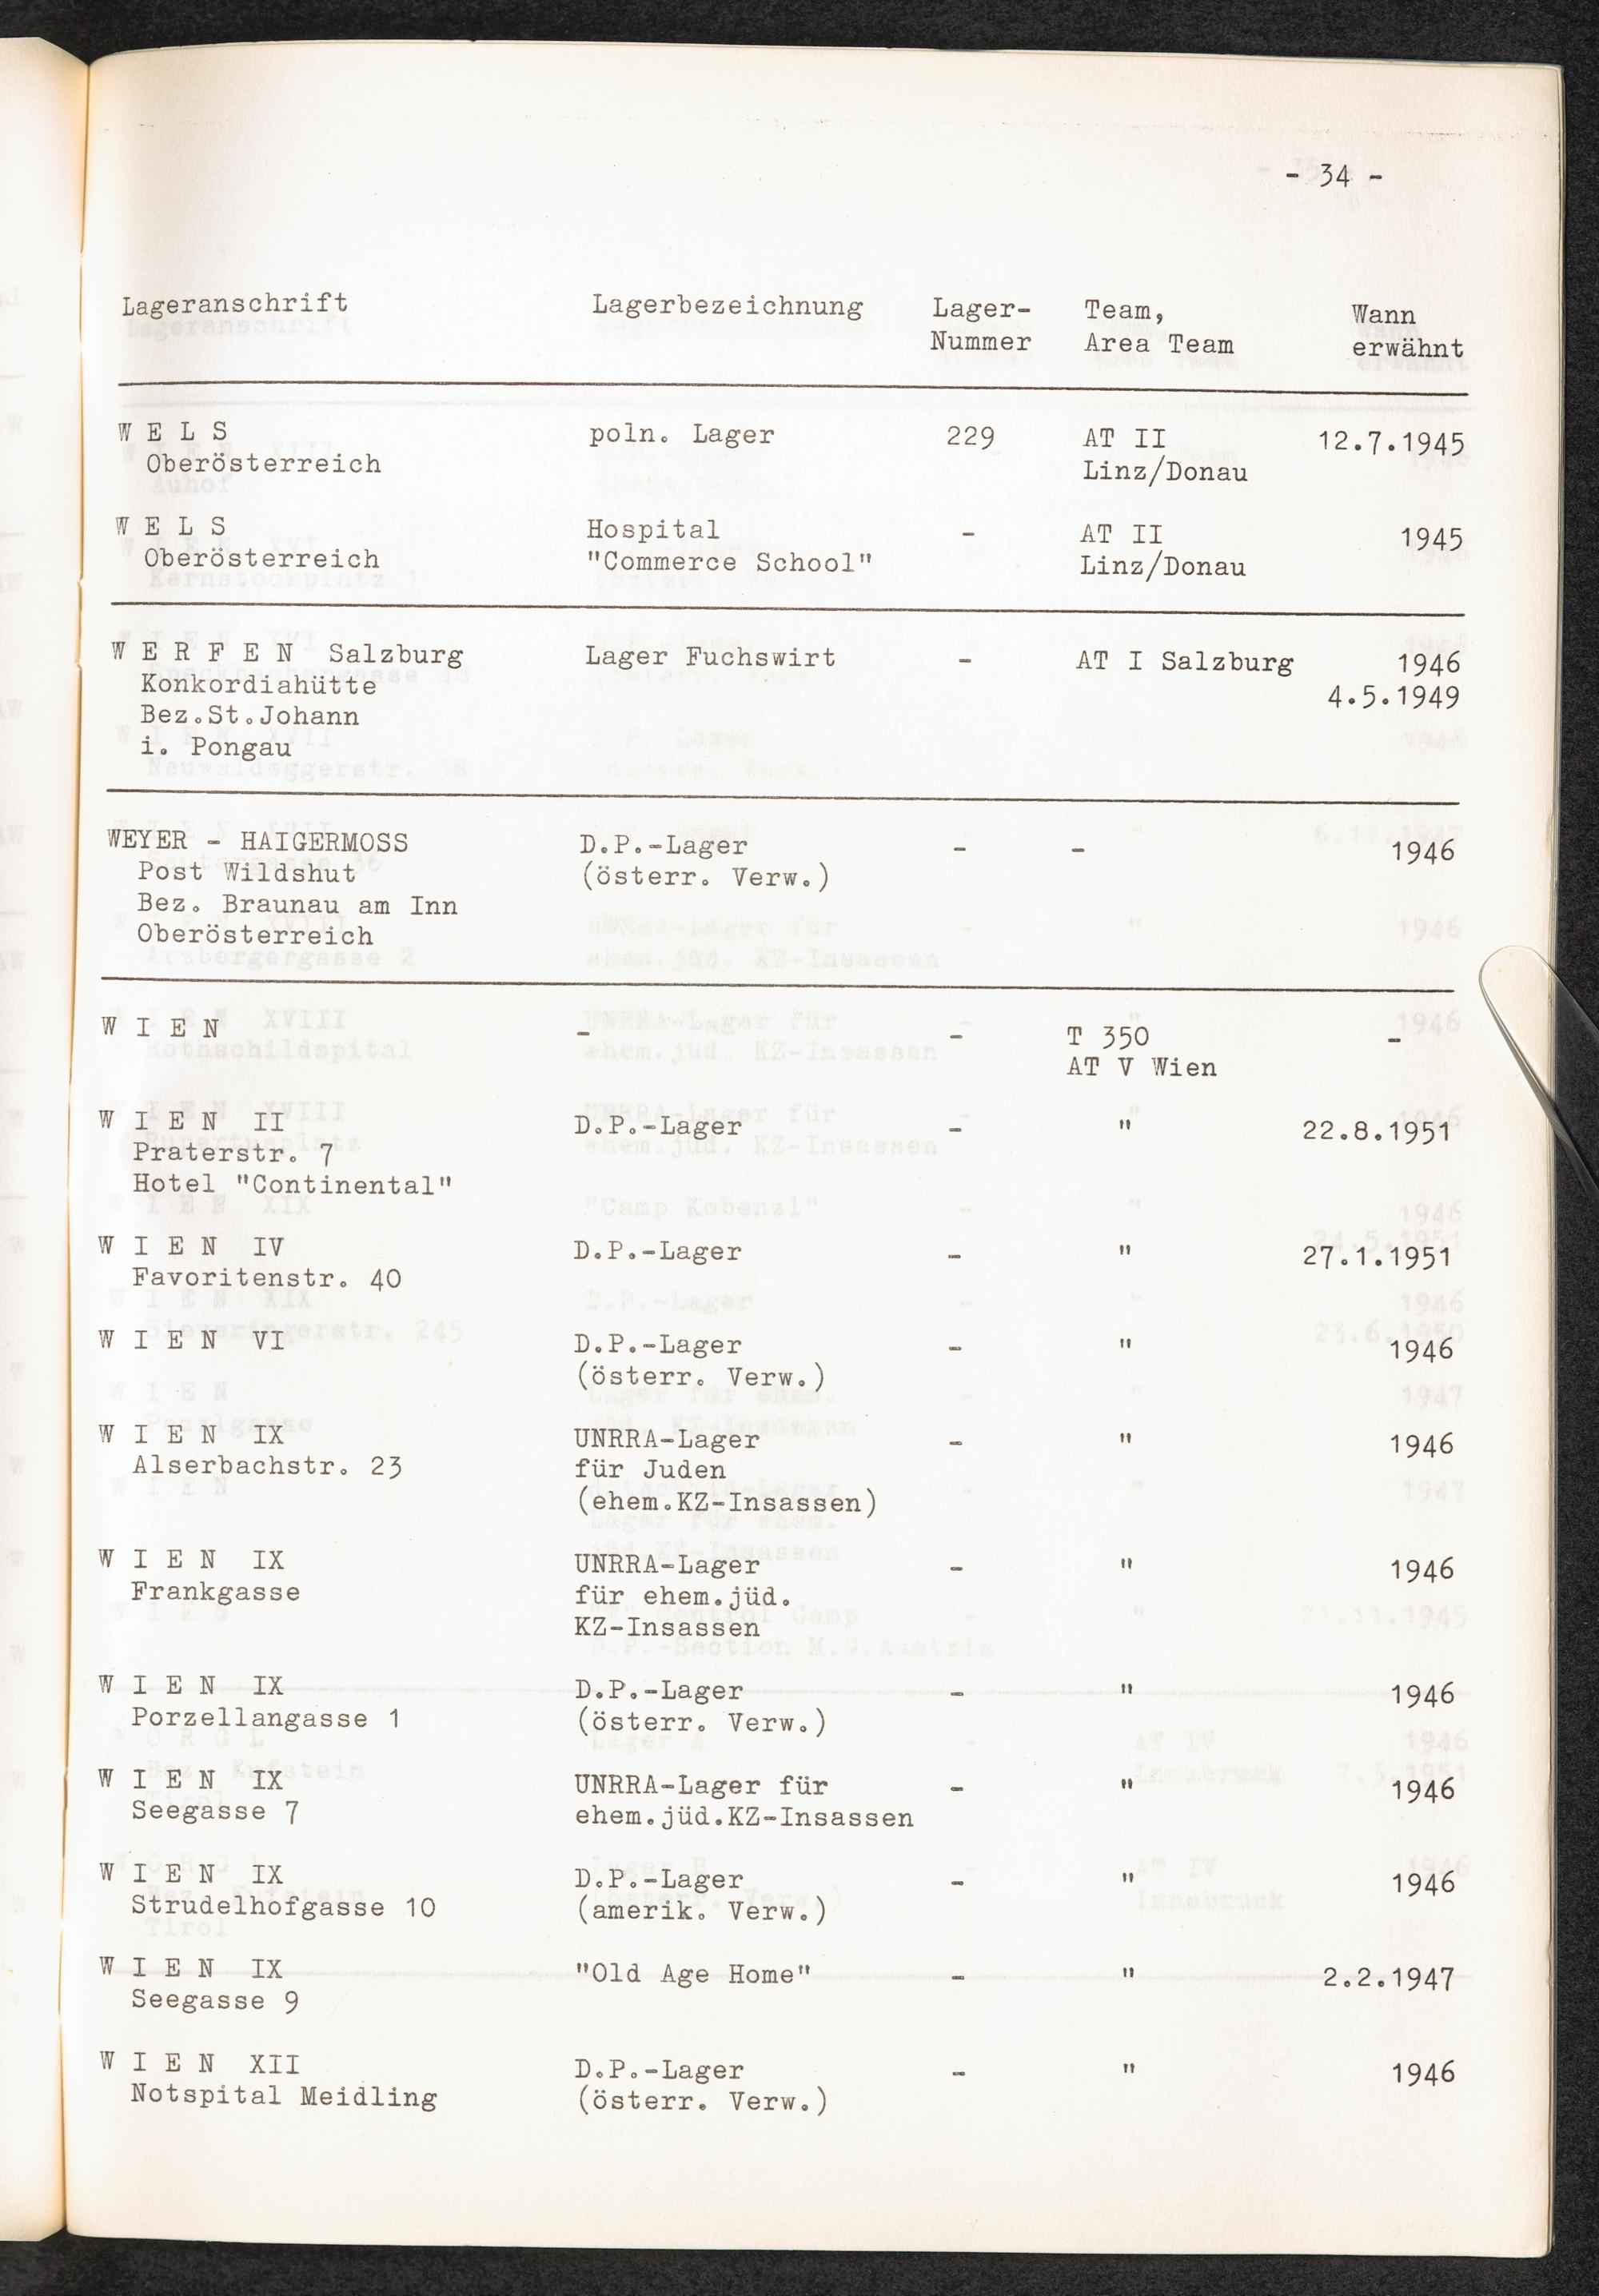 - 34 -
Lageranschrift Lagerbezeichnung Lager- Team, Wann
Nummer Area Team erwähnt
W E L S poln. Lager 229 AT II 12.7.1945
Oberösterreich Linz/Donau
W E L S Hospital - AT II 1945
Oberösterreich "Commerce School" Linz/Donau
W E R F E N Salzburg Lager Fuchswirt - AT I Salzburg 1946
Konkordiahütte 4.5.1949
Bez.St.Johann
i. Pongau
WEYER - HAIGERMOSS D.P.-Lager - - 1946
Post Wildshut (österr. Verw.)
Bez. Braunau am Inn
Oberösterreich
W I E N - - T 350 -
AT V Wien
W I E N II D.P.-Lager - " 22.8.1951
Praterstr. 7
Hotel "Continental"
W I E N IV D.P.-Lager - " 27.1.1951
Favoritenstr. 40
W I E N VI D.P.-Lager - " 1946
(österr. Verw.)
W I E N IX UNRRA-Lager - " 1946
Alserbachstr. 23 für Juden
(ehem.KZ-Insassen)
W I E N IX UNRRA-Lager - " 1946
Frankgasse für ehem.jüd.
KZ-Insassen
W I E N IX D.P.-Lager - " 1946
Porzellangasse 1 (österr. Verw.)
W I E N IX UNRRA-Lager für - " 1946
Seegasse 7 ehem.jüd.KZ-Insassen
W I E N IX D.P.-Lager - " 1946
Strudelhofgasse 10 (amerik. Verw.)
W I E N IX "Old Age Home" - " 2.2.1947
Seegasse 9
W I E N XII D.P.-Lager - " 1946
Notspital Meidling (österr. Verw.)